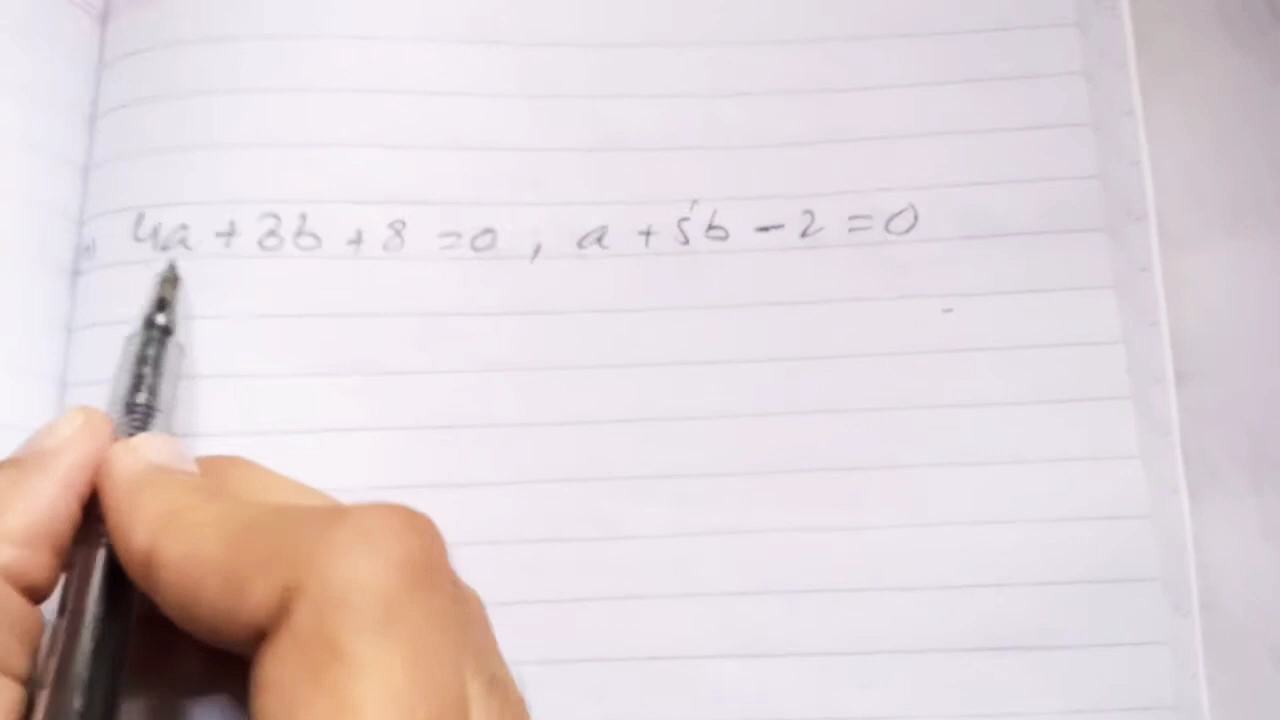 4a + 3b + 8 = 0 , a + 5b - 2 = 0